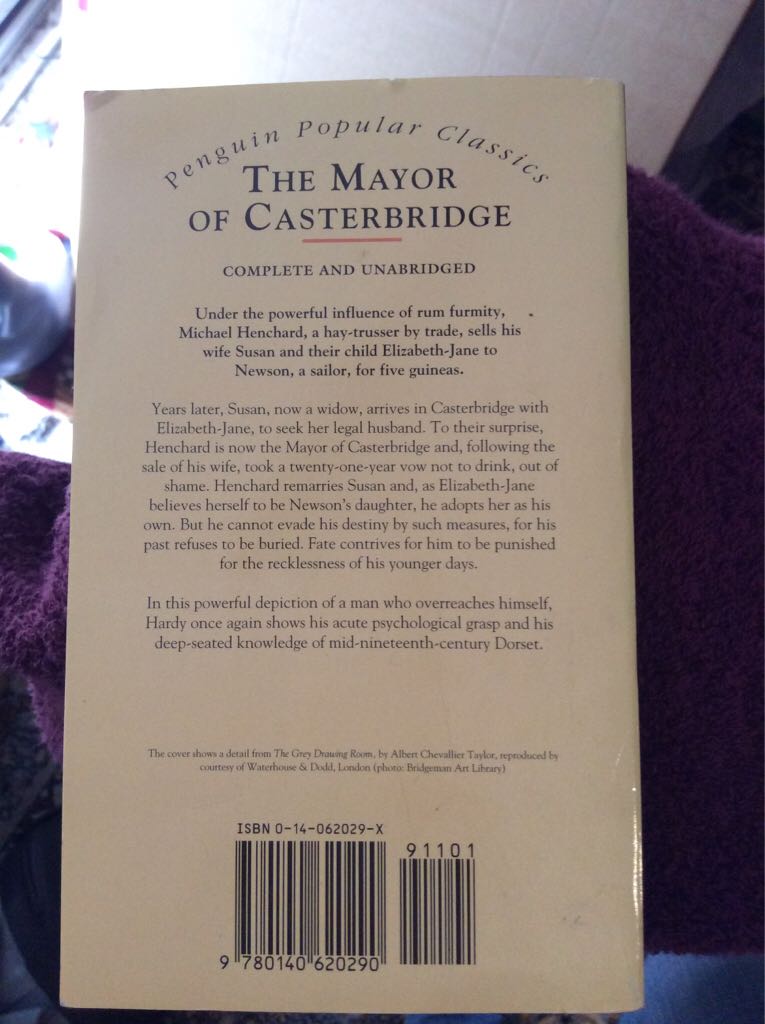 Penguin Popular Classics
THE MAYOR
OF CASTERBRIDGE
COMPLETE AND UNABRIDGED
Under the powerful influence of rum furmity,
Michael Henchard, a hay-trusser by trade, sells his
wife Susan and their child Elizabeth-Jane to
Newson, a sailor, for five guineas.
Years later, Susan, now a widow, arrives in Casterbridge with
Elizabeth-Jane, to seek her legal husband. To their surprise,
Henchard is now the Mayor of Casterbridge and, following the
sale of his wife, took a twenty-one-year vow not to drink, out of
shame. Henchard remarries Susan and, as Elizabeth-Jane
believes herself to be Newson's daughter, he adopts her as his
own. But he cannot evade his destiny by such measures, for his
past refuses to be buried. Fate contrives for him to be punished
for the recklessness of his younger days.
In this powerful depiction of a man who overreaches himself,
Hardy once again shows his acute psychological grasp and his
deep-seated knowledge of mid-nineteenth-century Dorset.
The cover shows a detail from The Grey Drawing Room, by Albert Chevallier Taylor, reproduced by
courtesy of Waterhouse & Dodd, London (photo: Bridgeman Art Library)
ISBN 0-14-062029-X
91101
9 780140 620290